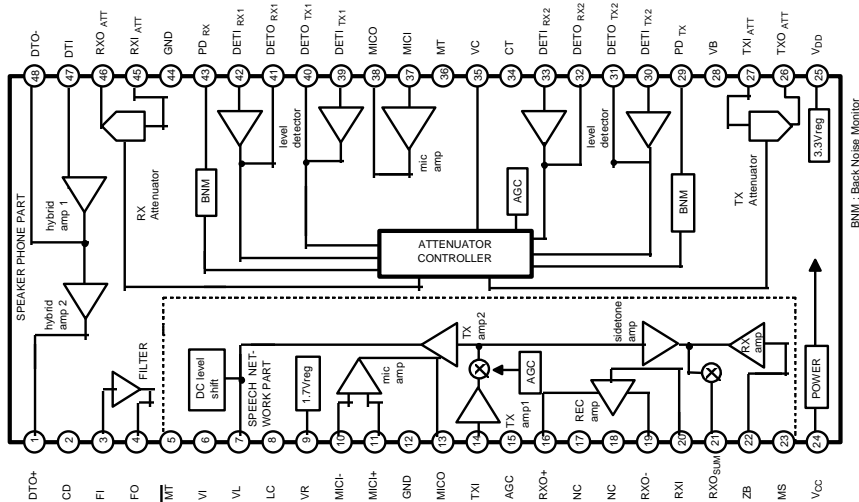 DTO-
DTI
RXO ATT
RXI ATT
GND
PD RX
DETI RX1
DETO RX1
DETO TX1
DETI TX1
MICO
MICI
MT
VC
CT
DETI RX2
DETO RX2
DETO TX2
DETI TX2
PD TX
VB
TXI ATT
TXO ATT
VDD
48
47
46
45
44
43
42
41
40
39
38
37
36
35
34
33
32
31
30
29
28
27
26
25
SPEAKER PHONE PART
hybrid
amp 1
hybrid
amp 2
RX
Attenuator
BNM
level
detector
mic
amp
AGC
level
detector
BNM
TX
Attenuator
3.3Vreg
ATTENUATOR
CONTROLLER
BNM : Back Noise Monitor
FILTER
DC level
shift
SPEECH NET-
WORK PART
1.7Vreg
mic
amp
TX
amp2
TX
amp1
AGC
REC
amp
sidetone
amp
RX
amp
POWER
1
2
3
4
5
6
7
8
9
10
11
12
13
14
15
16
17
18
19
20
21
22
23
24
DTO+
CD
FI
FO
MT
VI
VL
LC
VR
MICI-
MICI+
GND
MICO
TXI
AGC
RXO+
NC
NC
RXO-
RXI
RXOSUM
ZB
MS
VCC